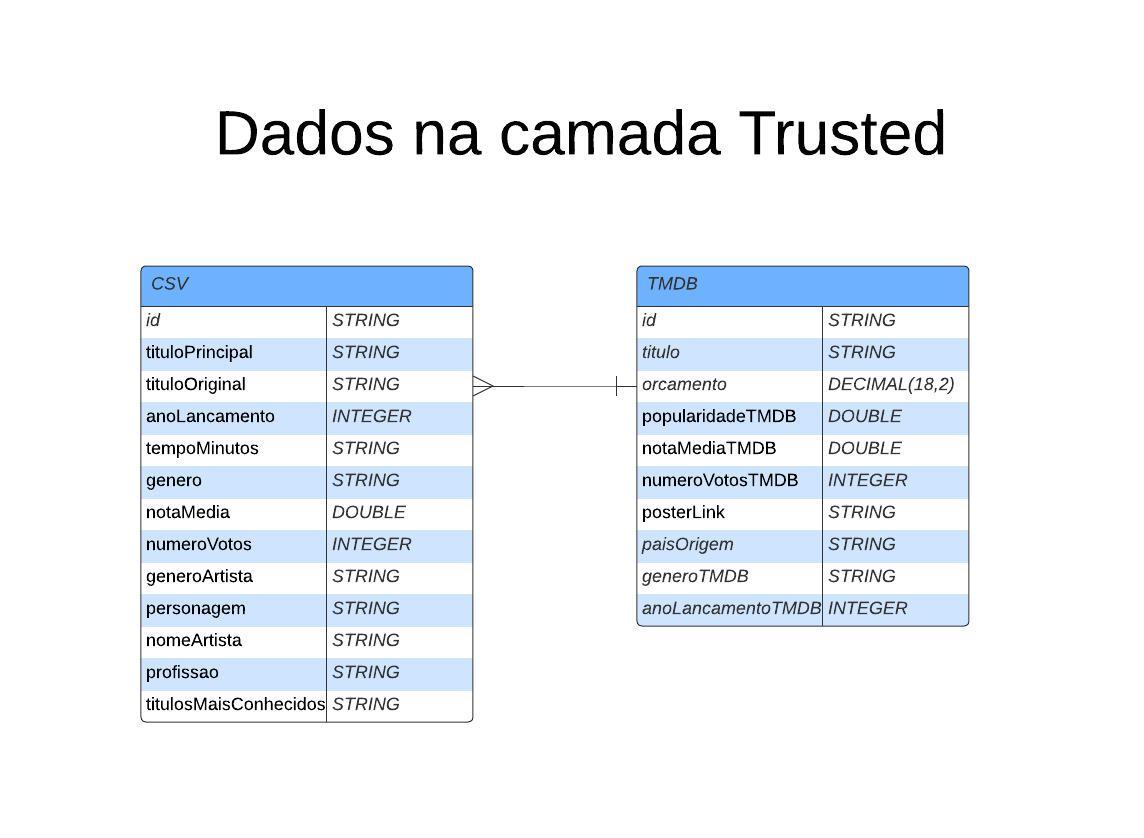 Dados na camada Trusted
CSV
id STRING
tituloPrincipal STRING
tituloOriginal STRING
anoLancamento INTEGER
tempoMinutos STRING
genero STRING
notaMedia DOUBLE
numeroVotos INTEGER
generoArtista STRING
personagem STRING
nomeArtista STRING
profissao STRING
titulosMaisConhecidos STRING
TMDB
id STRING
titulo STRING
orcamento DECIMAL(18,2)
popularidadeTMDB DOUBLE
notaMediaTMDB DOUBLE
numeroVotosTMDB INTEGER
posterLink STRING
paisOrigem STRING
generoTMDB STRING
anoLancamentoTMDB INTEGER